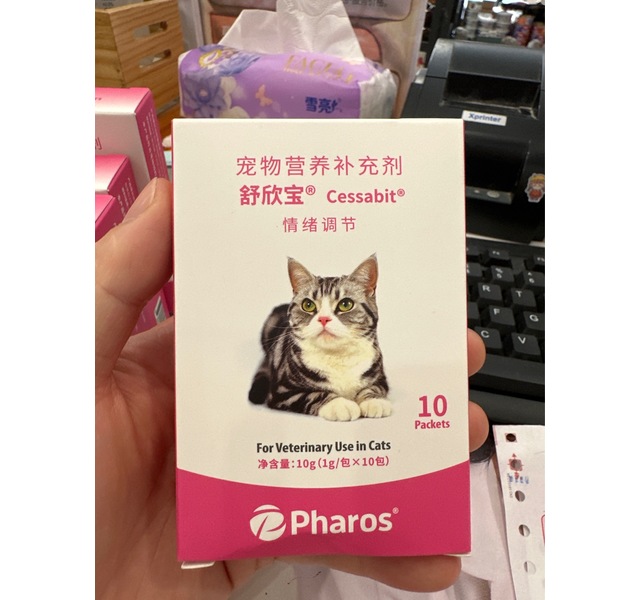 雪亮
Xprinter
宠物营养补充剂
舒欣宝® Cessabit®
情绪调节
10
Packets
For Veterinary Use in Cats
净含量：10g（1g/包×10包）
Pharos®